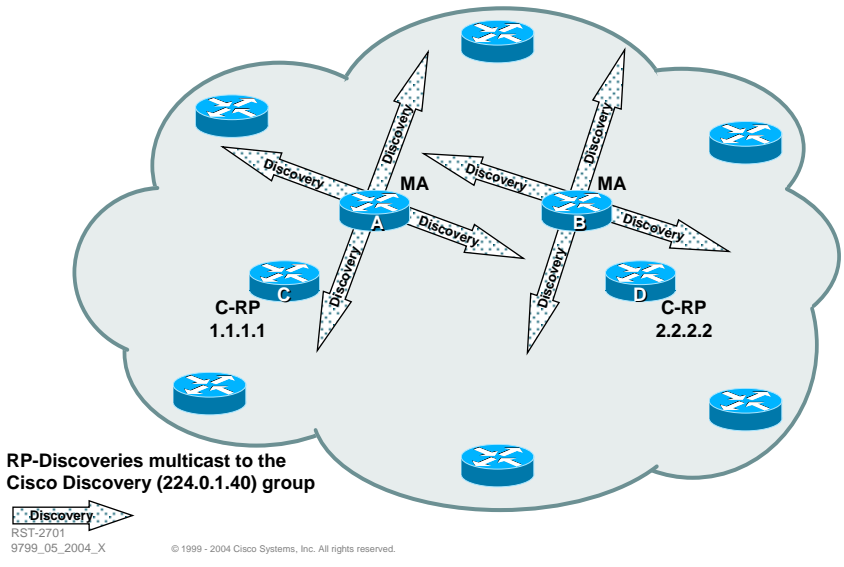 Discovery
Discovery
Discovery
Discovery
MA
A
Discovery
Discovery
Discovery
Discovery
MA
B
C
C-RP
1.1.1.1
D
C-RP
2.2.2.2
RP-Discoveries multicast to the
Cisco Discovery (224.0.1.40) group
Discovery
RST-2701
9799_05_2004_X
© 1999 - 2004 Cisco Systems, Inc. All rights reserved.